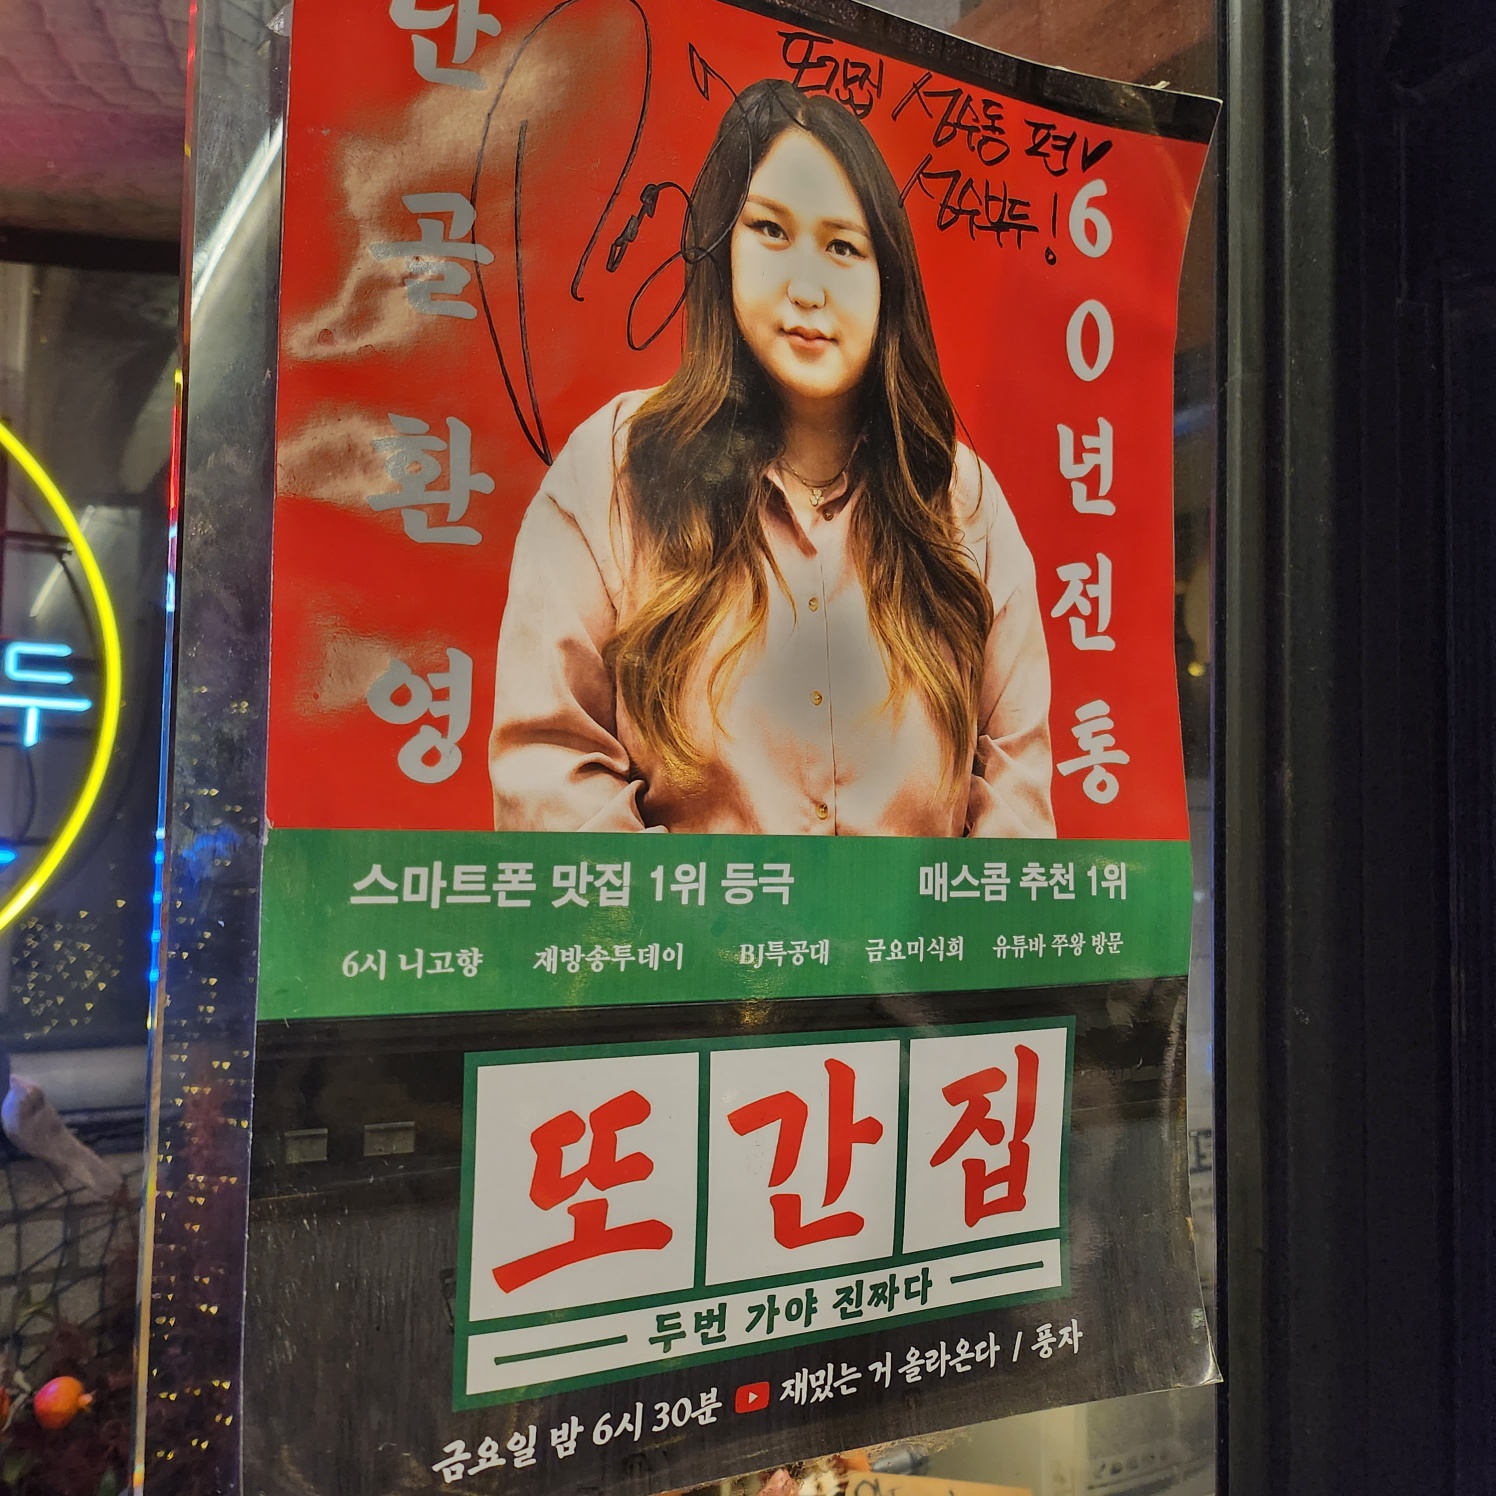 또간집 성수동 편♥
성수부두!
단골환영
60년전통
두
스마트폰 맛집 1위 등극 매스콤 추천 1위
6시 니고향 재방송투데이 BJ특공대 금요미식회 유튜바 쭈왕 방문
또간집
두번 가야 진짜다
금요일 밤 6시 30분 재밌는 거 올라온다 / 풍자